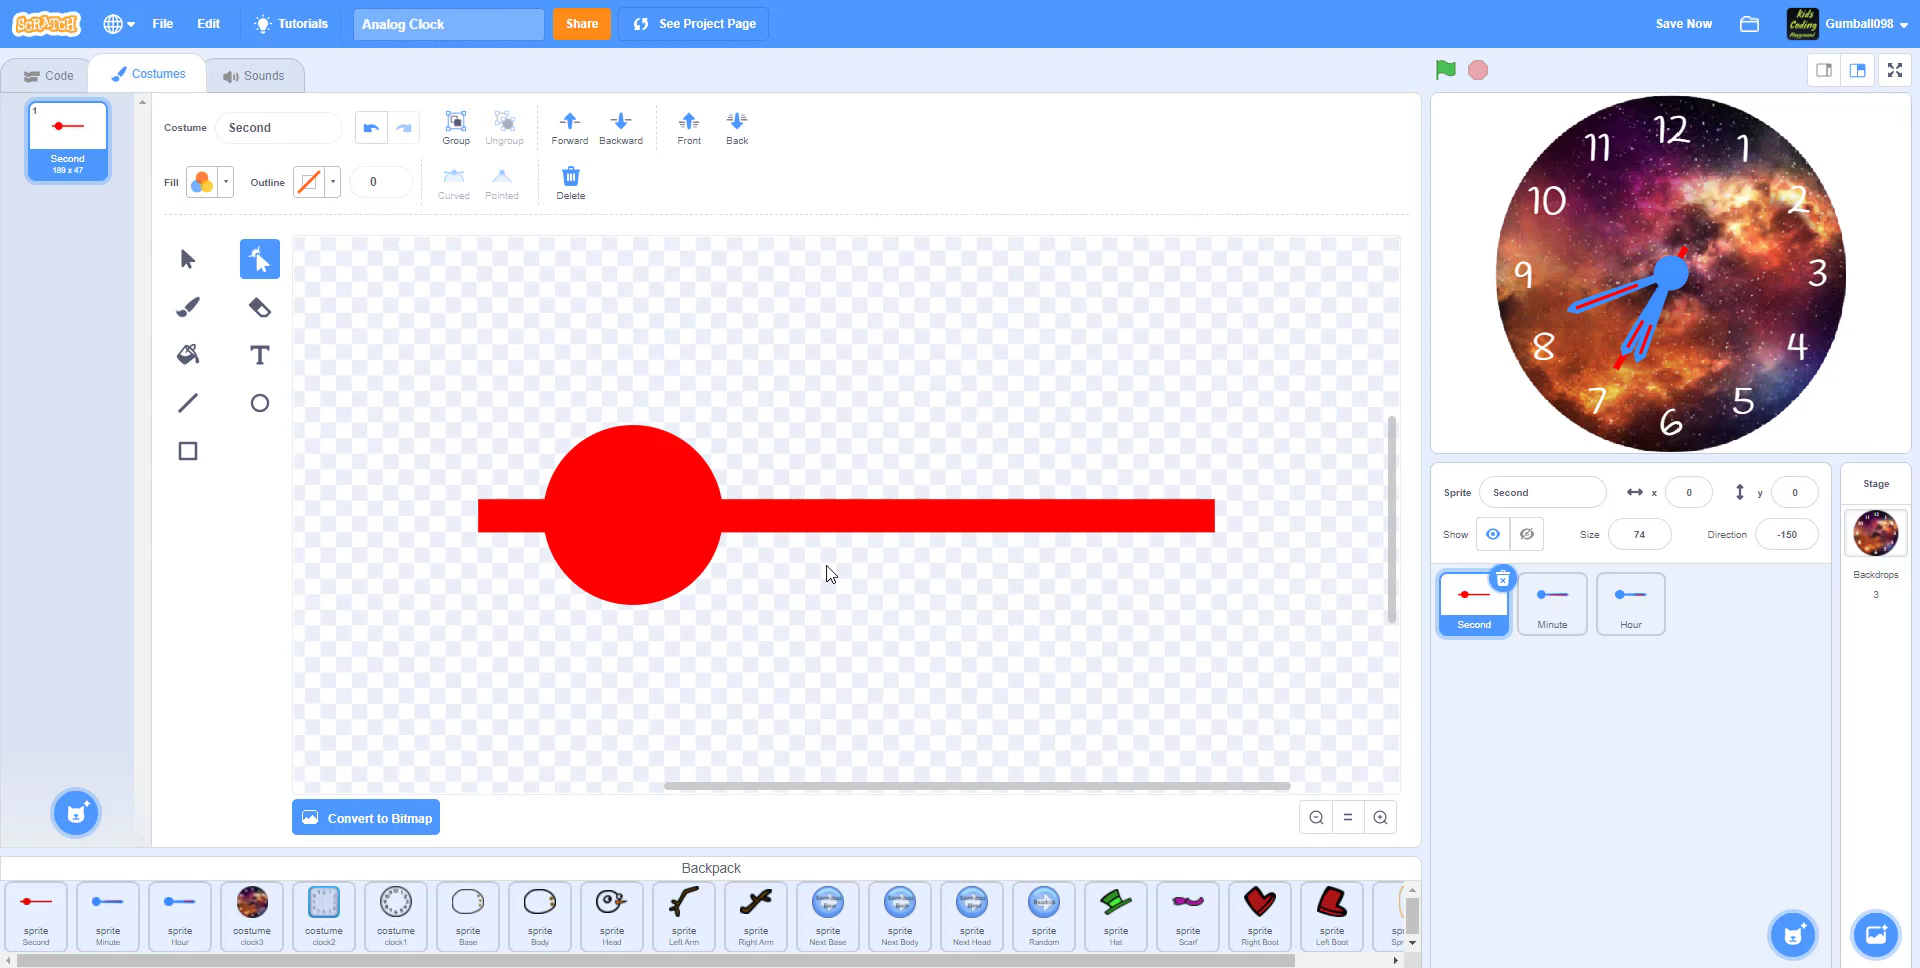 SCRATCH File Edit Tutorials Analog Clock Share See Project Page Save Now Kids Coding Playground Gumball098
Code Costumes Sounds
1
Second
189 x 47
Costume Second Group Ungroup Forward Backward Front Back
Fill Outline 0 Curved Pointed Delete
T
12
1
2
3
4
5
6
7
8
9
10
11
Sprite Second x 0 y 0
Show Size 74 Direction -150
Second Minute Hour
Stage
Backdrops
3
Convert to Bitmap
Backpack
sprite sprite sprite costume costume costume sprite sprite sprite sprite sprite sprite sprite sprite sprite sprite sprite sprite sprite
Second Minute Hour clock3 clock2 clock1 Base Body Head Left Arm Right Arm Next Base Next Body Next Head Random Hat Scarf Right Boot Left Boot